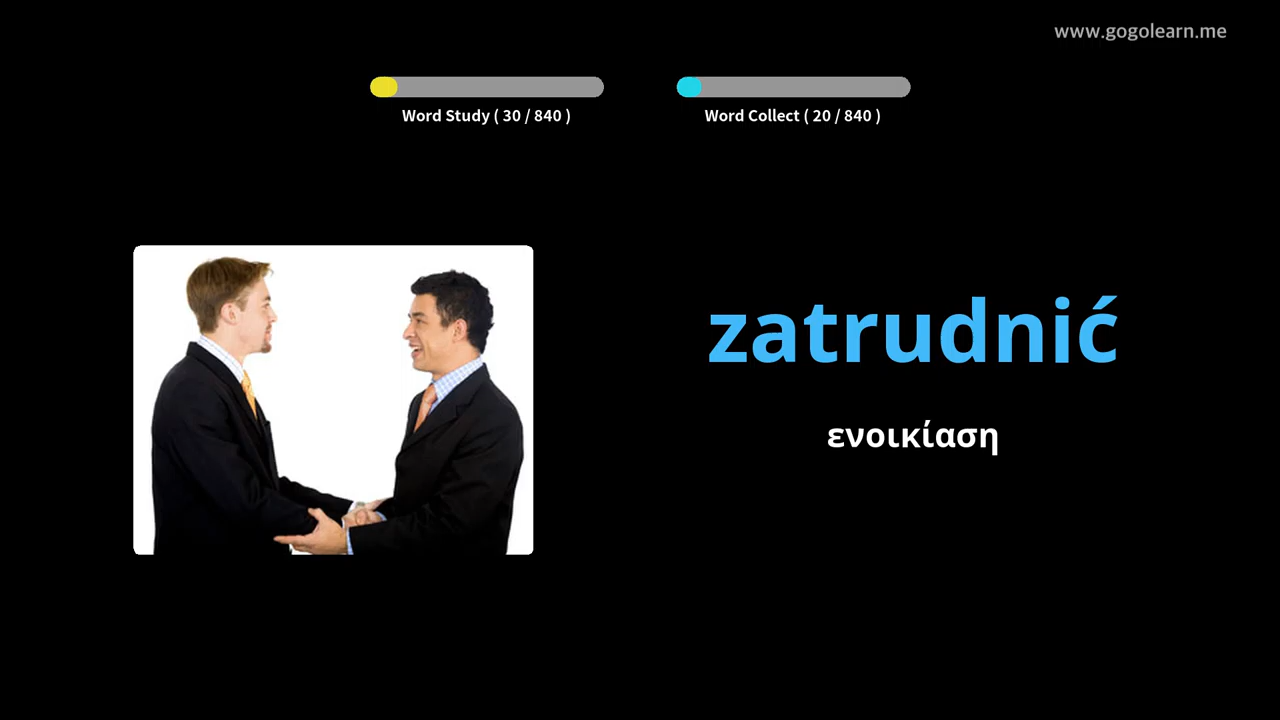 www.gogolearn.me
Word Study ( 30 / 840 )
Word Collect ( 20 / 840 )
zatrudnić
ενοικίαση